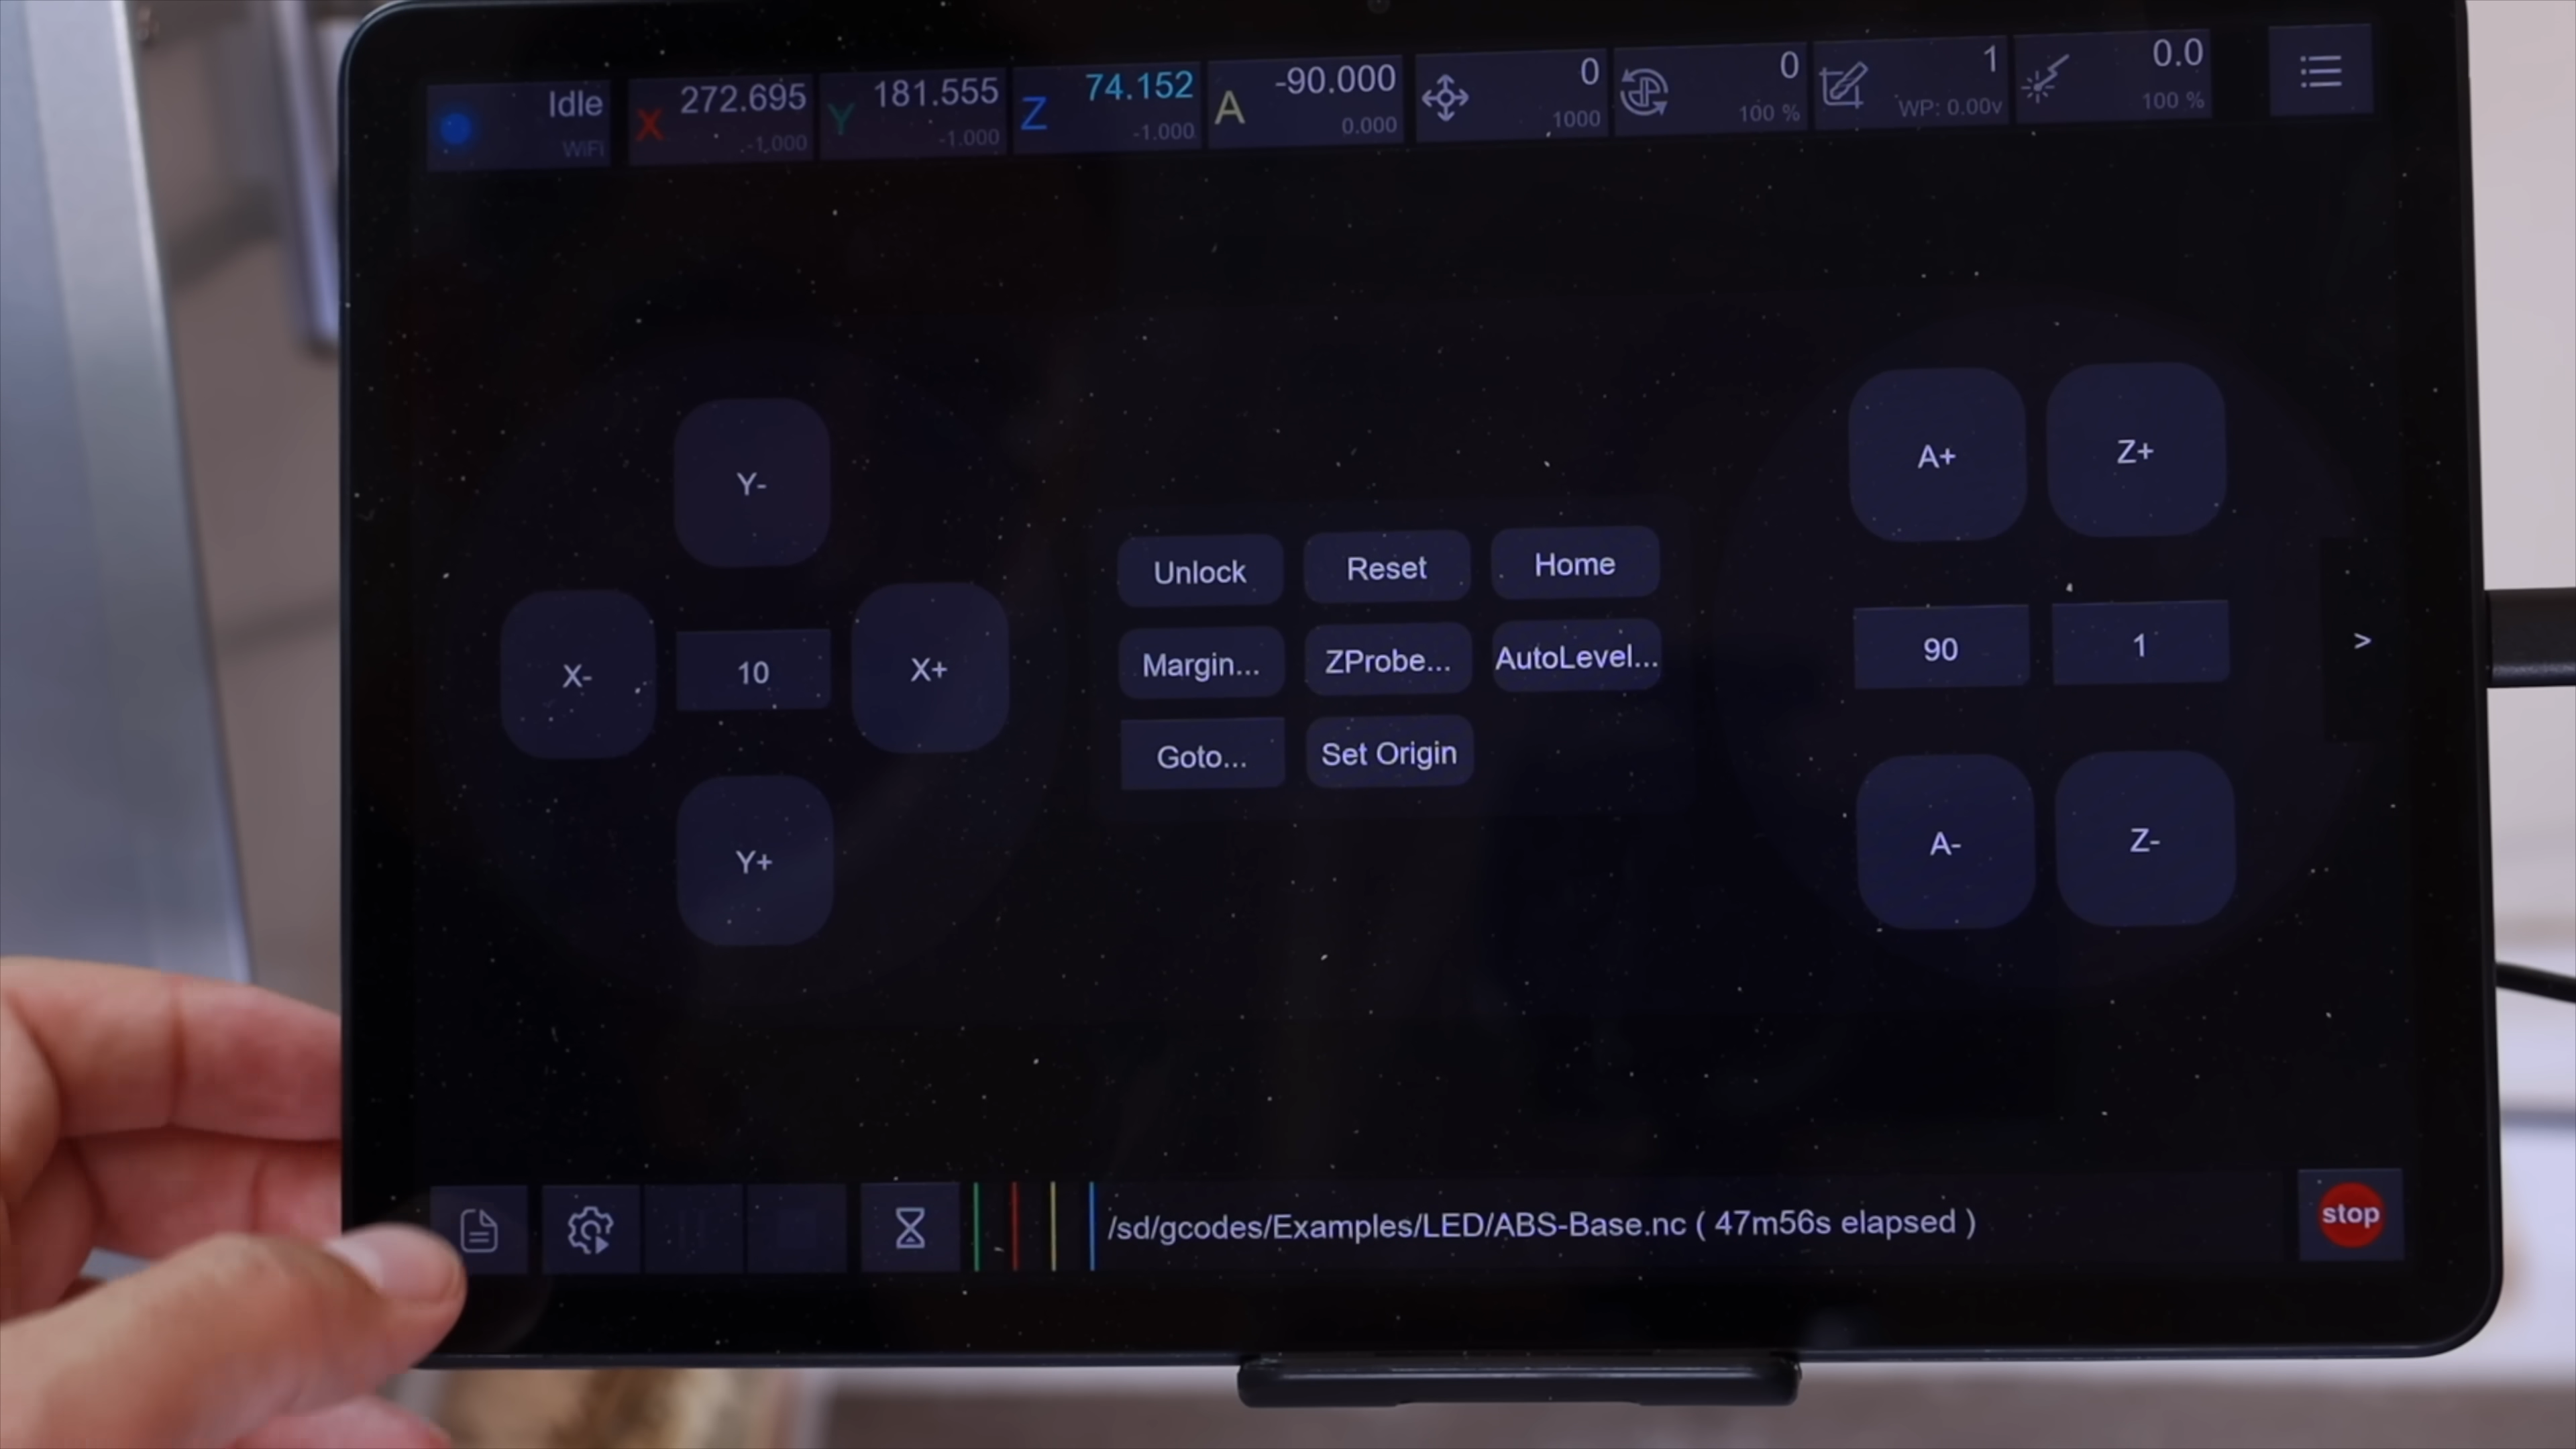 Idle
WiFi
X 272.695
-1.000
Y 181.555
-1.000
Z 74.152
-1.000
A -90.000
0.000
0
1000
0
100 %
1
WP: 0.00v
0.0
100 %
Y-
X-
10
X+
Y+
Unlock
Reset
Home
Margin...
ZProbe...
AutoLevel...
Goto...
Set Origin
A+
Z+
90
1
>
A-
Z-
/sd/gcodes/Examples/LED/ABS-Base.nc ( 47m56s elapsed )
stop